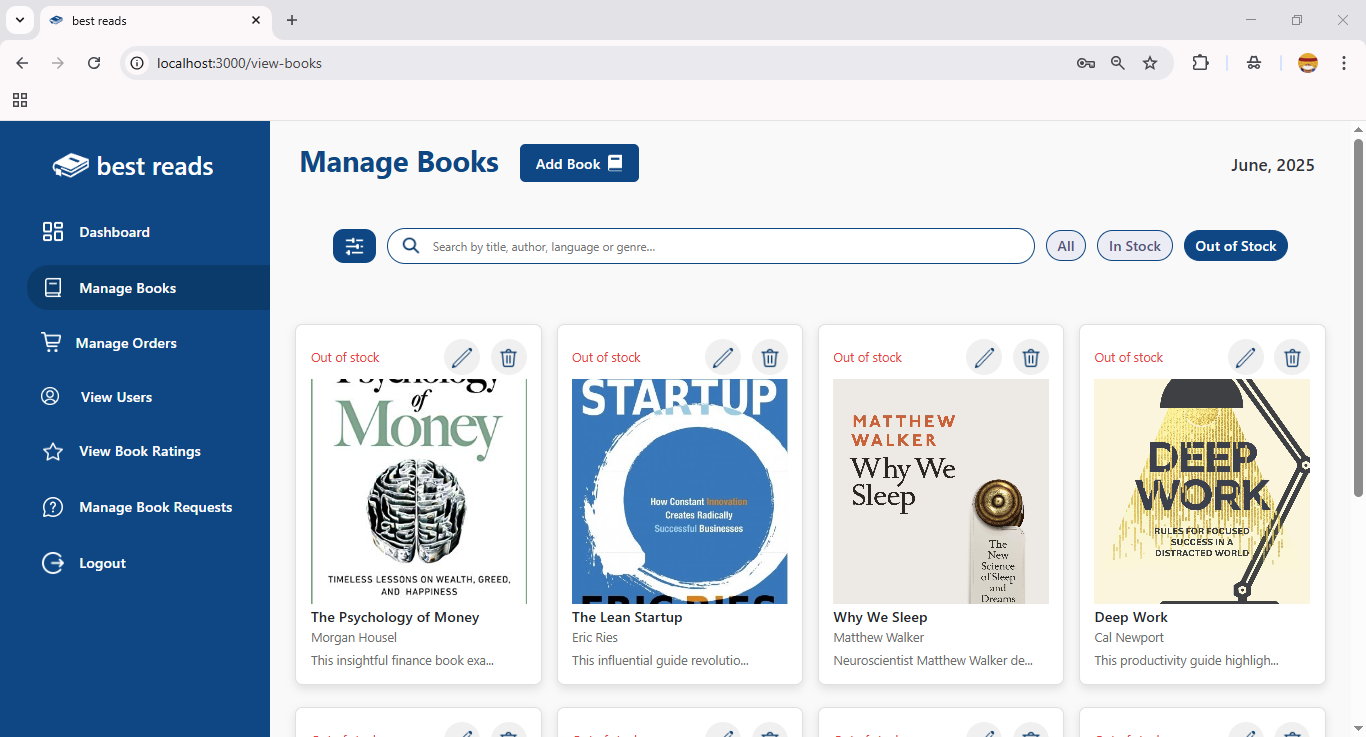 best reads
localhost:3000/view-books
best reads
Manage Books
Add Book
June, 2025
Dashboard
Manage Books
Manage Orders
View Users
View Book Ratings
Manage Book Requests
Logout
Search by title, author, language or genre...
All
In Stock
Out of Stock
Out of stock
Psychology
of
Money
TIMELESS LESSONS ON WEALTH, GREED,
AND HAPPINESS
The Psychology of Money
Morgan Housel
This insightful finance book exa...
Out of stock
STARTUP
How Constant Innovation
Creates Radically
Successful Businesses
ERIC RIES
The Lean Startup
Eric Ries
This influential guide revolutio...
Out of stock
MATTHEW
WALKER
Why We
Sleep
The
New
Science
of Sleep
and
Dreams
Why We Sleep
Matthew Walker
Neuroscientist Matthew Walker de...
Out of stock
DEEP
WORK
RULES FOR FOCUSED
SUCCESS IN A
DISTRACTED WORLD
Deep Work
Cal Newport
This productivity guide highligh...